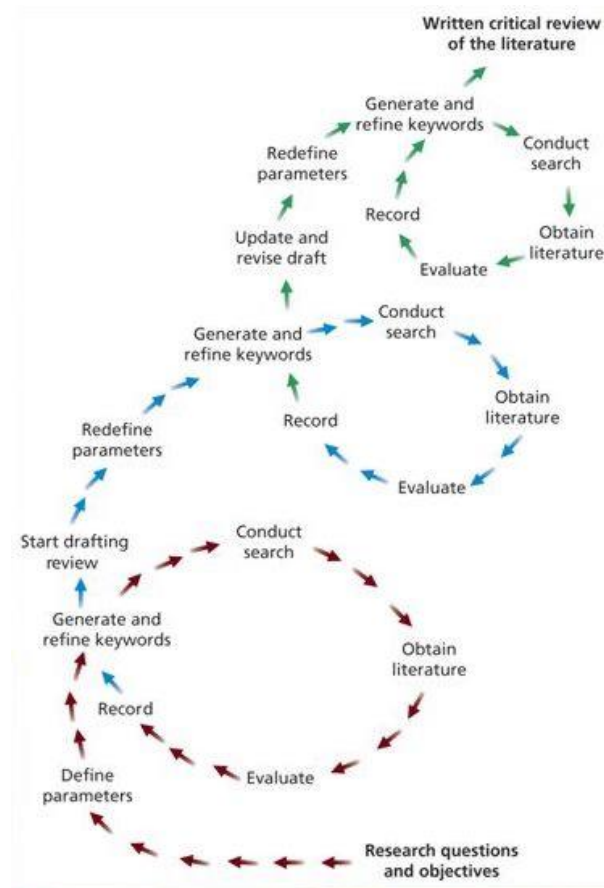 Written critical review
of the literature
Generate and
refine keywords
Conduct
search
Redefine
parameters
Record
Obtain
literature
Update and
revise draft
Evaluate
Conduct
search
Generate and
refine keywords
Obtain
literature
Record
Redefine
parameters
Evaluate
Conduct
search
Start drafting
review
Generate and
refine keywords
Obtain
literature
Record
Evaluate
Define
parameters
Research questions
and objectives